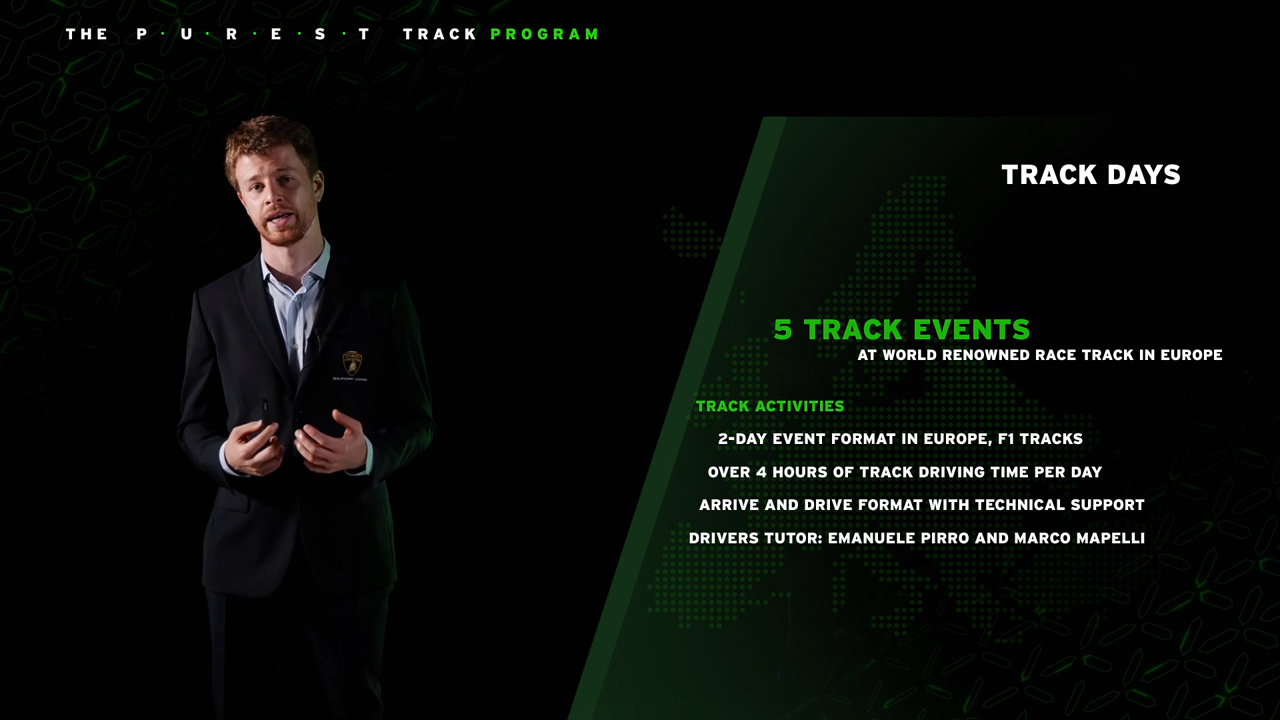 THE P·U·R·E·S·T TRACK PROGRAM
TRACK DAYS
5 TRACK EVENTS
AT WORLD RENOWNED RACE TRACK IN EUROPE
TRACK ACTIVITIES
2-DAY EVENT FORMAT IN EUROPE, F1 TRACKS
OVER 4 HOURS OF TRACK DRIVING TIME PER DAY
ARRIVE AND DRIVE FORMAT WITH TECHNICAL SUPPORT
DRIVERS TUTOR: EMANUELE PIRRO AND MARCO MAPELLI